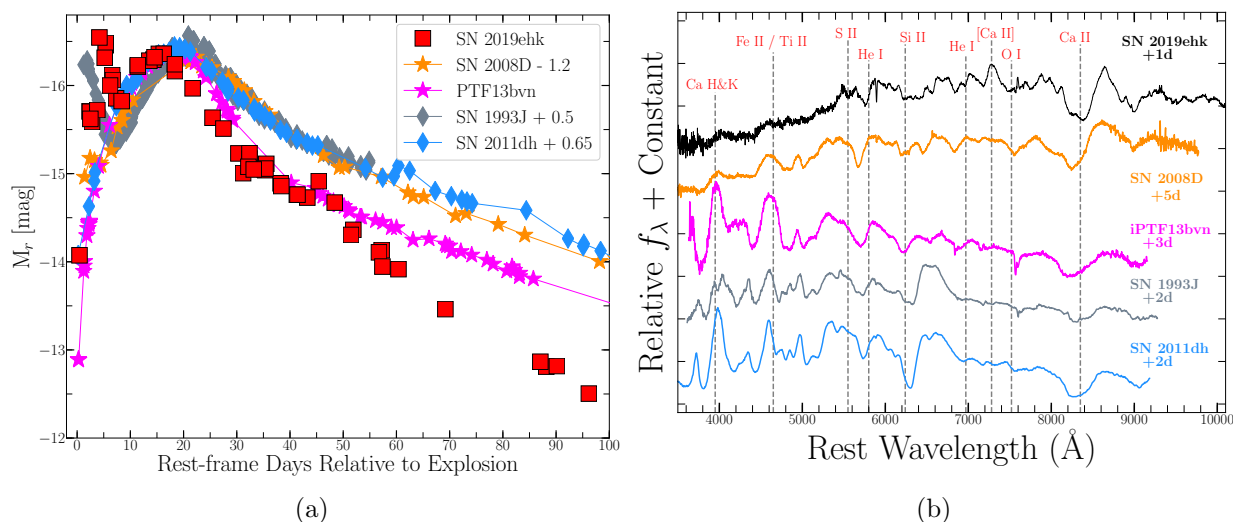 SN 2019ehk
SN 2008D - 1.2
PTF13bvn
SN 1993J + 0.5
SN 2011dh + 0.65
−17
−16
−15
−14
−13
−12
M_r [mag]
0 10 20 30 40 50 60 70 80 90 100
Rest-frame Days Relative to Explosion
(a)
Ca H&K
Fe II / Ti II
S II
He I
Si II
He I
[Ca II]
O I
Ca II
SN 2019ehk
+1d
SN 2008D
+5d
iPTF13bvn
+3d
SN 1993J
+2d
SN 2011dh
+2d
Relative f_λ + Constant
4000 5000 6000 7000 8000 9000 10000
Rest Wavelength (Å)
(b)